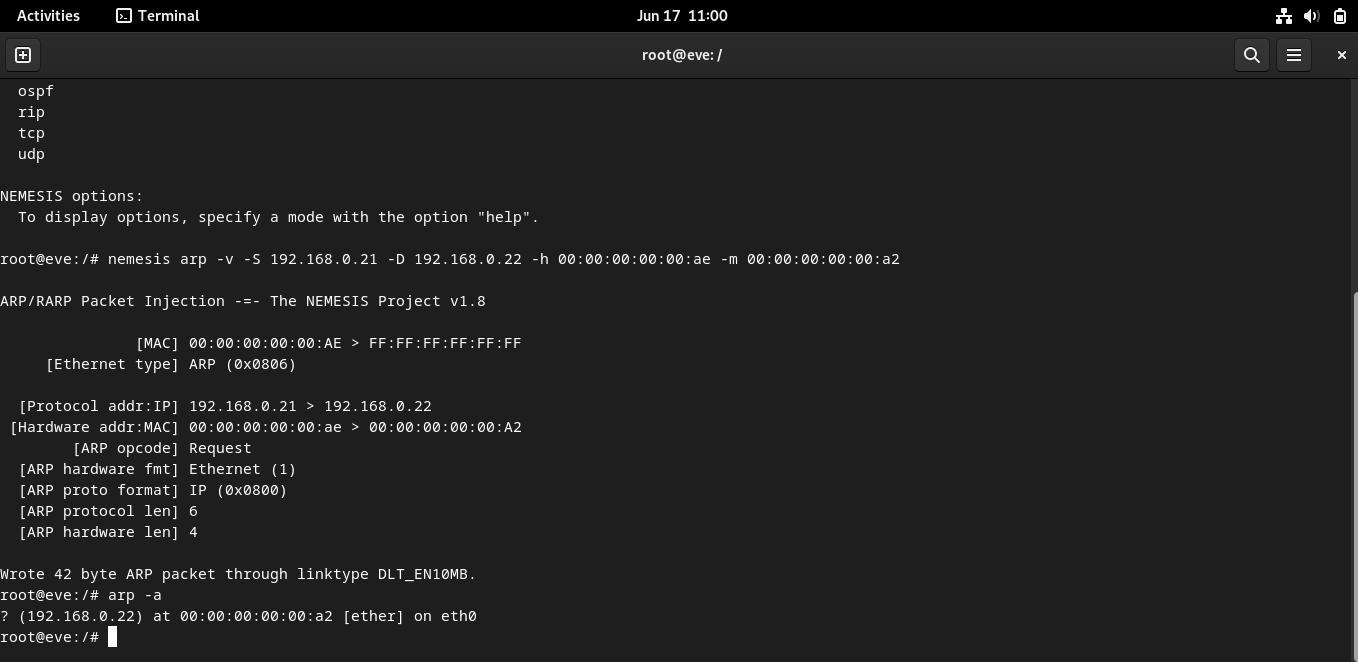 Activities Terminal Jun 17 11:00
root@eve: /
ospf
rip
tcp
udp
NEMESIS options:
To display options, specify a mode with the option "help".
root@eve:/# nemesis arp -v -S 192.168.0.21 -D 192.168.0.22 -h 00:00:00:00:00:ae -m 00:00:00:00:00:a2
ARP/RARP Packet Injection -=- The NEMESIS Project v1.8
[MAC] 00:00:00:00:00:AE > FF:FF:FF:FF:FF:FF
[Ethernet type] ARP (0x0806)
[Protocol addr:IP] 192.168.0.21 > 192.168.0.22
[Hardware addr:MAC] 00:00:00:00:00:ae > 00:00:00:00:00:A2
[ARP opcode] Request
[ARP hardware fmt] Ethernet (1)
[ARP proto format] IP (0x0800)
[ARP protocol len] 6
[ARP hardware len] 4
Wrote 42 byte ARP packet through linktype DLT_EN10MB.
root@eve:/# arp -a
? (192.168.0.22) at 00:00:00:00:00:a2 [ether] on eth0
root@eve:/#